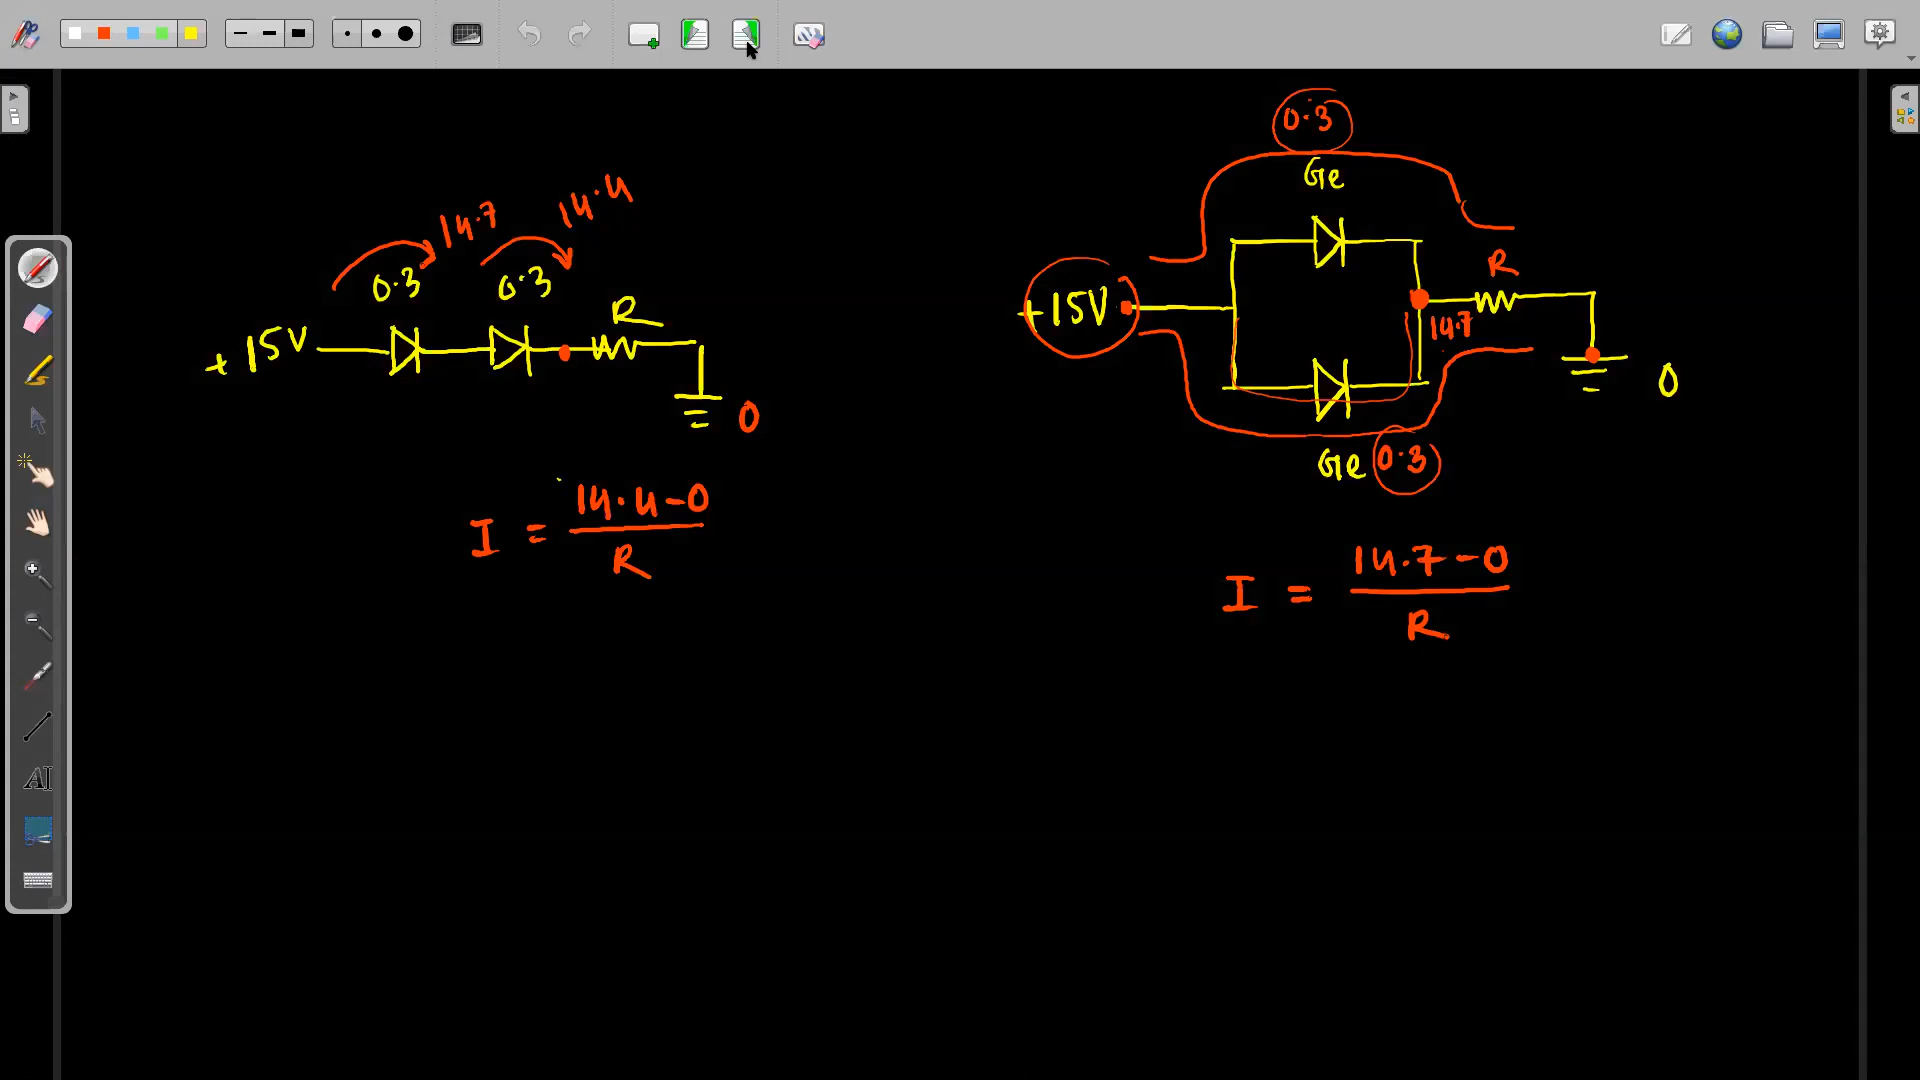 14.7
14.4
0.3
0.3
+15V
R
0
I = 14.4-0
R
0.3
Ge
R
+15V
14.7
0
Ge 0.3
I = 14.7-0
R
AI